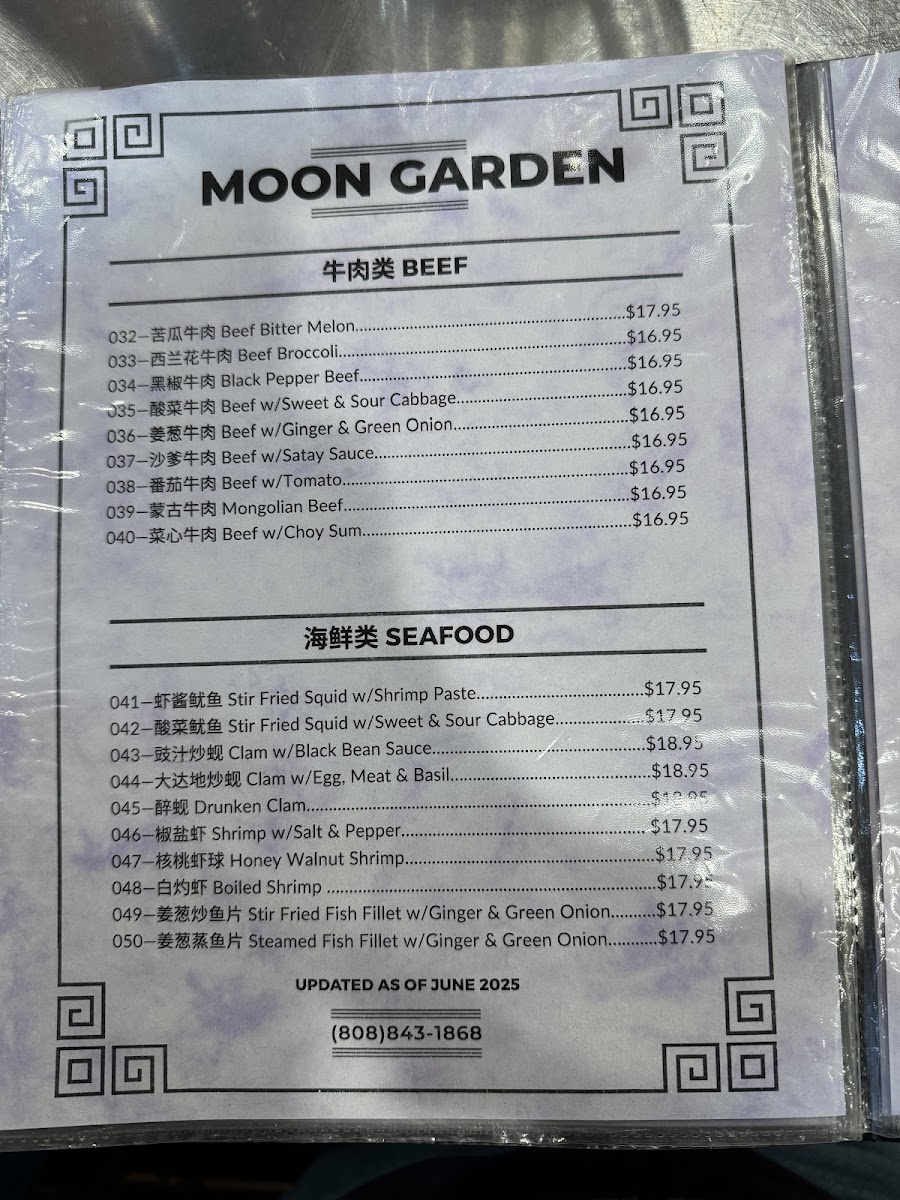 MOON GARDEN
牛肉类 BEEF
032—苦瓜牛肉 Beef Bitter Melon....................$17.95
033—西兰花牛肉 Beef Broccoli....................$16.95
034—黑椒牛肉 Black Pepper Beef....................$16.95
035—酸菜牛肉 Beef w/Sweet & Sour Cabbage....................$16.95
036—姜葱牛肉 Beef w/Ginger & Green Onion....................$16.95
037—沙爹牛肉 Beef w/Satay Sauce....................$16.95
038—番茄牛肉 Beef w/Tomato....................$16.95
039—蒙古牛肉 Mongolian Beef....................$16.95
040—菜心牛肉 Beef w/Choy Sum....................$16.95
海鲜类 SEAFOOD
041—虾酱鱿鱼 Stir Fried Squid w/Shrimp Paste....................$17.95
042—酸菜鱿鱼 Stir Fried Squid w/Sweet & Sour Cabbage....................$17.95
043—豉汁炒蚬 Clam w/Black Bean Sauce....................$18.95
044—大达地炒蚬 Clam w/Egg, Meat & Basil....................$18.95
045—醉蚬 Drunken Clam....................
046—椒盐虾 Shrimp w/Salt & Pepper....................$17.95
047—核桃虾球 Honey Walnut Shrimp....................$17.95
048—白灼虾 Boiled Shrimp ....................$17.95
049—姜葱炒鱼片 Stir Fried Fish Fillet w/Ginger & Green Onion..........$17.95
050—姜葱蒸鱼片 Steamed Fish Fillet w/Ginger & Green Onion..........$17.95
UPDATED AS OF JUNE 2025
(808)843-1868